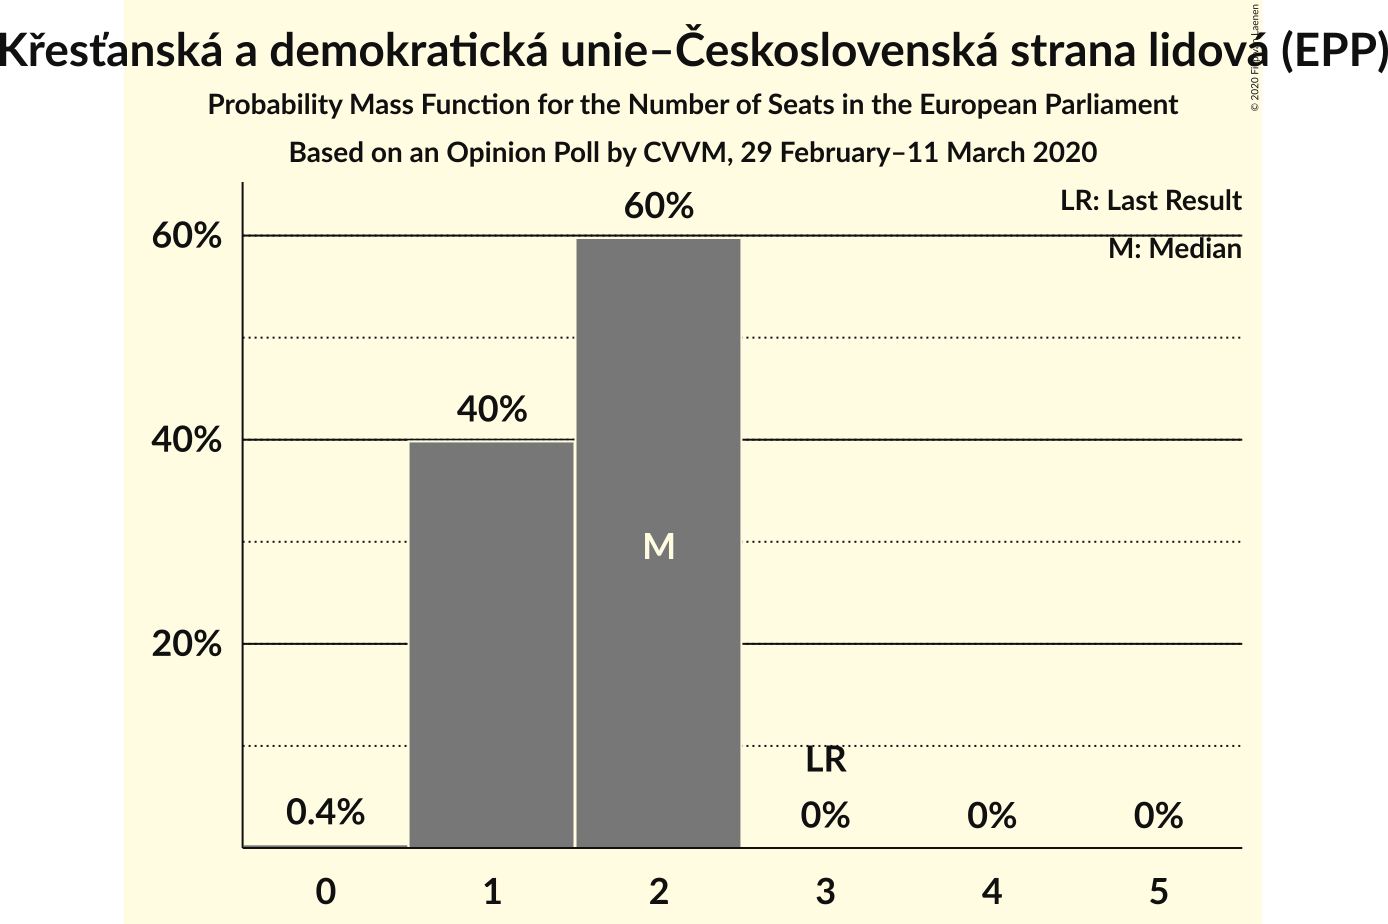 Křesťanská a demokratická unie–Československá strana lidová (EPP)
Probability Mass Function for the Number of Seats in the European Parliament
Based on an Opinion Poll by CVVM, 29 February–11 March 2020
© 2020
LR: Last Result
M: Median
60%
60%
40%
40%
M
20%
LR
0.4%
0%
0%
0%
0
1
2
3
4
5